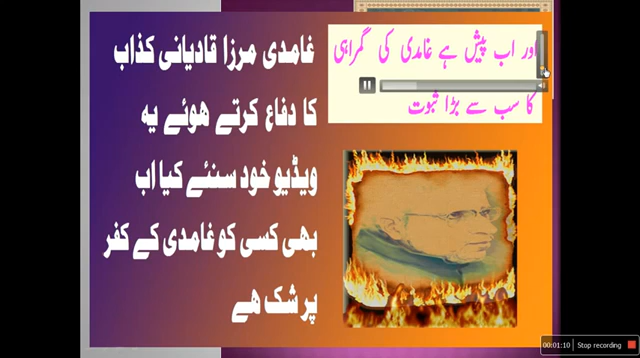 اور اب پیش ہے غامدی کی گمراہی
کا سب سے بڑا ثبوت
غامدی مرزا قادیانی کذاب
کا دفاع کرتے ھوئے یہ
ویڈیو خود سنئے کیا اب
بھی کسی کو غامدی کے کفر
پر شک ھے
00:01:10 Stop recording